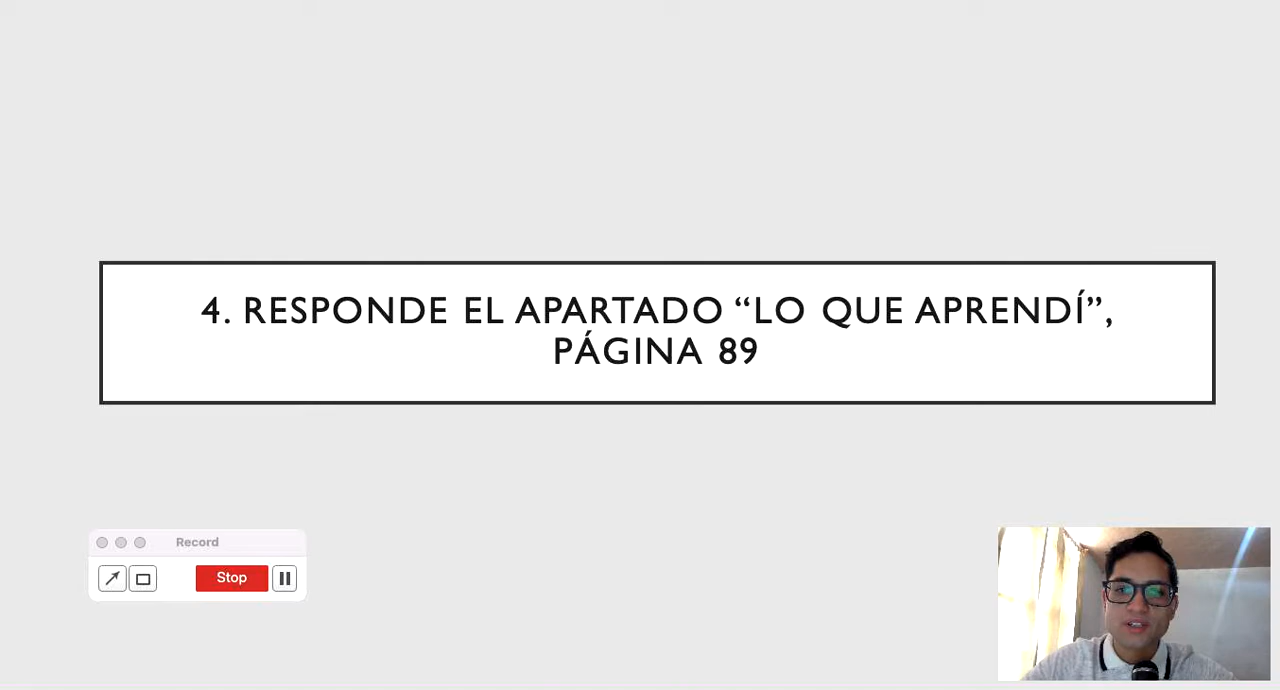 4. RESPONDE EL APARTADO “LO QUE APRENDÍ”,
PÁGINA 89
Record
Stop